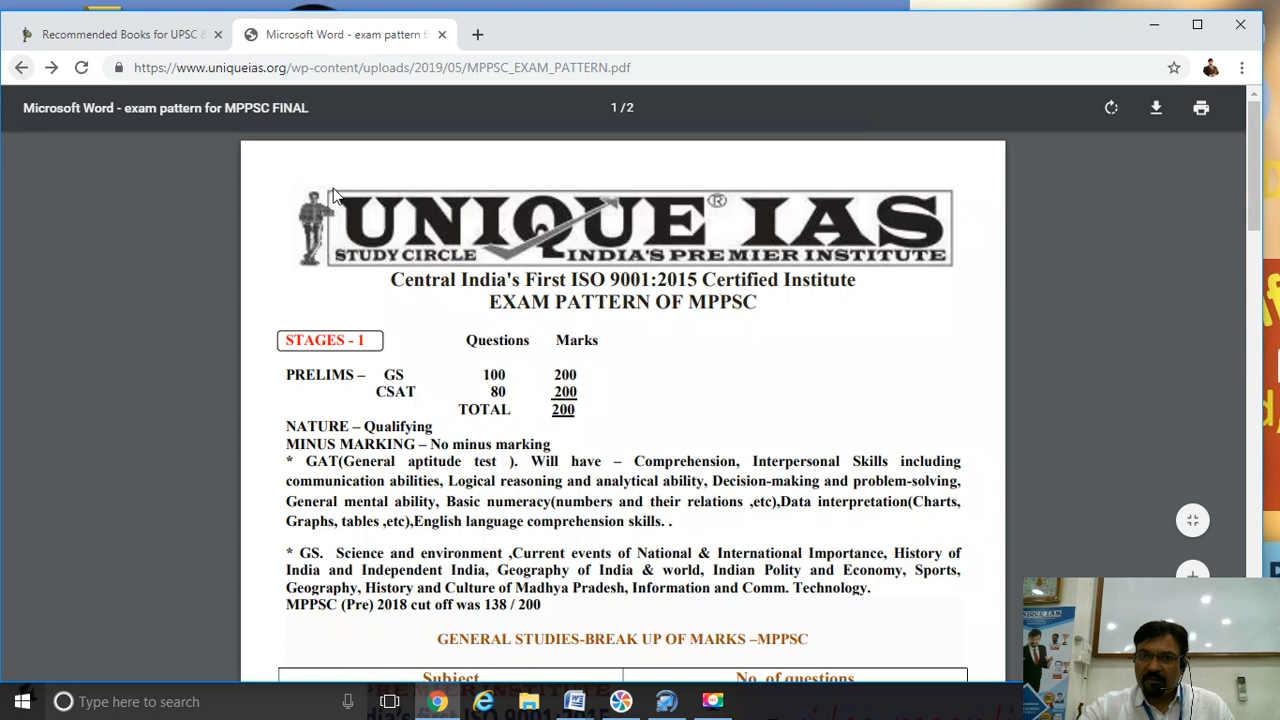 Recommended Books for UPSC &
Microsoft Word - exam pattern f
https://www.uniqueias.org/wp-content/uploads/2019/05/MPPSC_EXAM_PATTERN.pdf
Microsoft Word - exam pattern for MPPSC FINAL
1 / 2
UNIQUE IAS ®
STUDY CIRCLE INDIA'S PREMIER INSTITUTE
Central India's First ISO 9001:2015 Certified Institute
EXAM PATTERN OF MPPSC
STAGES - 1 Questions Marks
PRELIMS – GS 100 200
CSAT 80 200
TOTAL 200
NATURE – Qualifying
MINUS MARKING – No minus marking
* GAT(General aptitude test ). Will have – Comprehension, Interpersonal Skills including
communication abilities, Logical reasoning and analytical ability, Decision-making and problem-solving,
General mental ability, Basic numeracy(numbers and their relations ,etc),Data interpretation(Charts,
Graphs, tables ,etc),English language comprehension skills. .
* GS. Science and environment ,Current events of National & International Importance, History of
India and Independent India, Geography of India & world, Indian Polity and Economy, Sports,
Geography, History and Culture of Madhya Pradesh, Information and Comm. Technology.
MPPSC (Pre) 2018 cut off was 138 / 200
GENERAL STUDIES-BREAK UP OF MARKS –MPPSC
Subject No. of questions
UNIQUE IAS
Type here to search